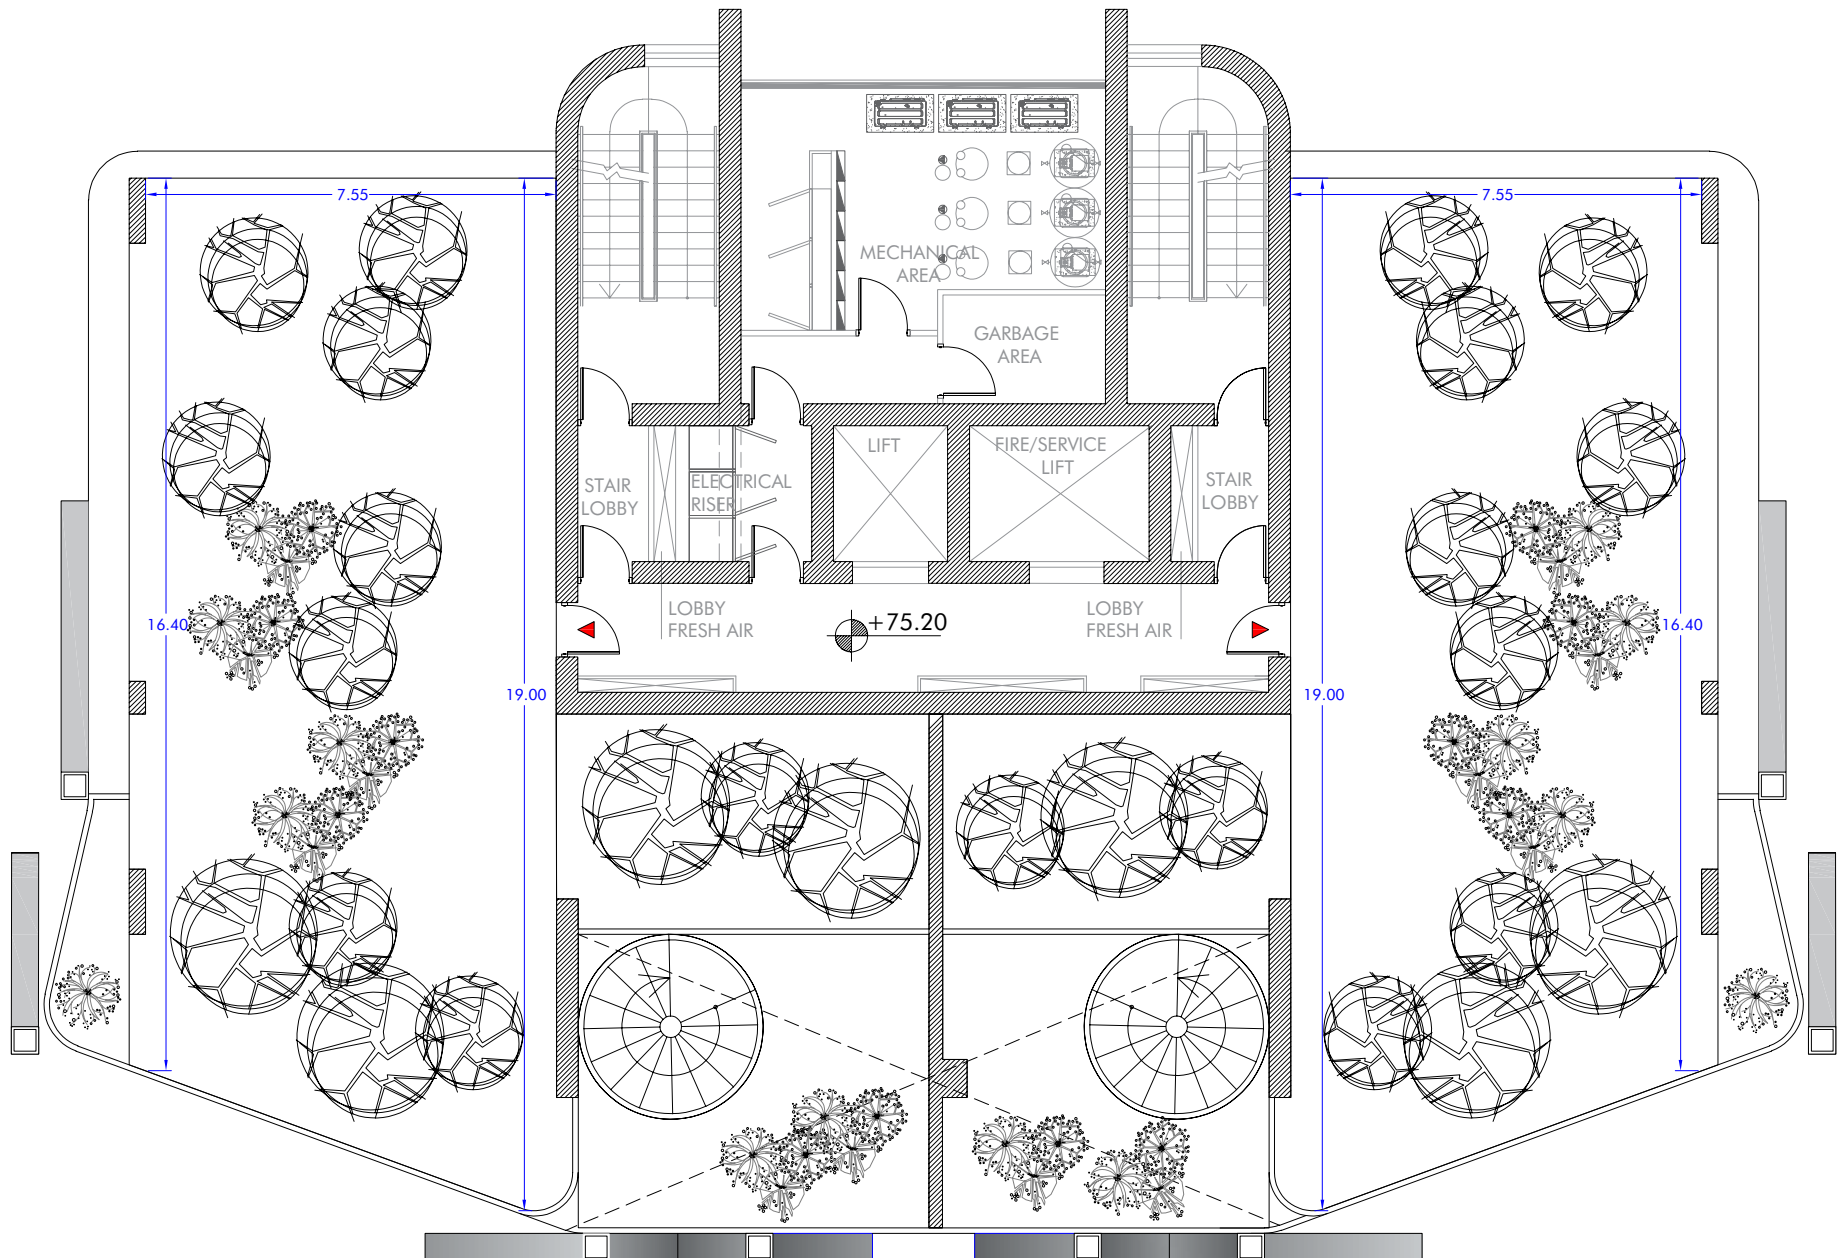 7.55
7.55
MECHANICAL
AREA
GARBAGE
AREA
LIFT
FIRE/SERVICE
LIFT
STAIR
LOBBY
ELECTRICAL
RISER
STAIR
LOBBY
LOBBY
FRESH AIR
+75.20
LOBBY
FRESH AIR
16.40
16.40
19.00
19.00